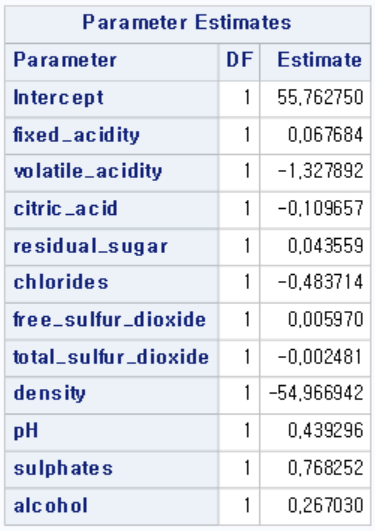 Parameter Estimates
Parameter DF Estimate
Intercept 1 55,762750
fixed_acidity 1 0,067684
volatile_acidity 1 -1,327892
citric_acid 1 -0,109657
residual_sugar 1 0,043559
chlorides 1 -0,483714
free_sulfur_dioxide 1 0,005970
total_sulfur_dioxide 1 -0,002481
density 1 -54,966942
pH 1 0,439296
sulphates 1 0,768252
alcohol 1 0,267030